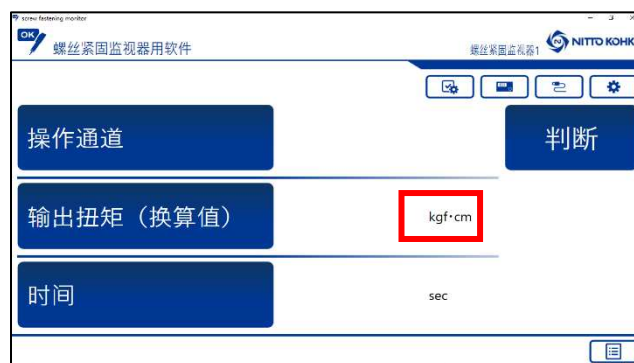 screw fastening monitor
OK
螺丝紧固监视器用软件
螺丝紧固监视器1
NITTO KOHK
操作通道
判断
输出扭矩（换算值）
kgf·cm
时间
sec